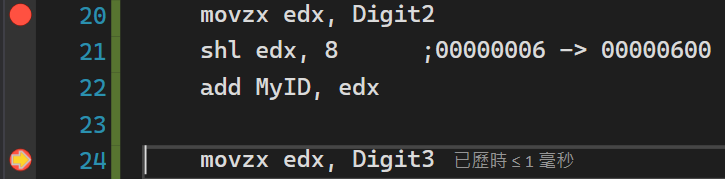 20 movzx edx, Digit2
21 shl edx, 8 ;00000006 -> 00000600
22 add MyID, edx
23
24 movzx edx, Digit3 已歷時 ≤ 1 毫秒